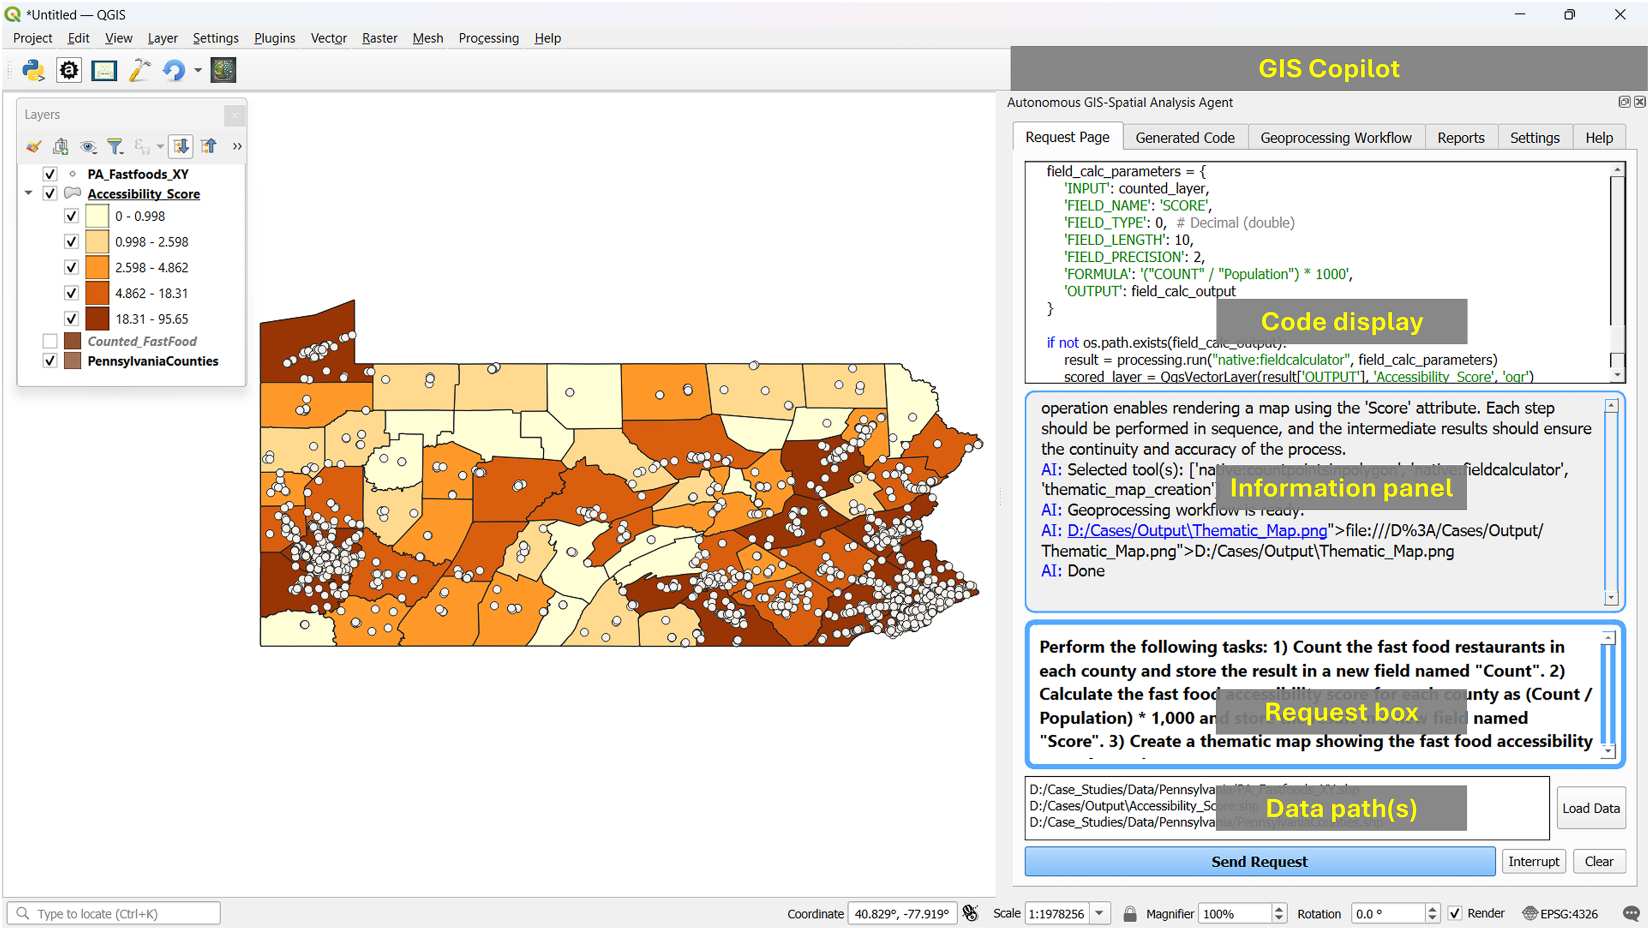 *Untitled — QGIS
Project Edit View Layer Settings Plugins Vector Raster Mesh Processing Help
GIS Copilot
Layers
PA_Fastfoods_XY
Accessibility_Score
0 - 0.998
0.998 - 2.598
2.598 - 4.862
4.862 - 18.31
18.31 - 95.65
Counted_FastFood
PennsylvaniaCounties
Autonomous GIS-Spatial Analysis Agent
Request Page Generated Code Geoprocessing Workflow Reports Settings Help
field_calc_parameters = {
'INPUT': counted_layer,
'FIELD_NAME': 'SCORE',
'FIELD_TYPE': 0, # Decimal (double)
'FIELD_LENGTH': 10,
'FIELD_PRECISION': 2,
'FORMULA': '("COUNT" / "Population") * 1000',
'OUTPUT': field_calc_output
}
Code display
if not os.path.exists(field_calc_output):
result = processing.run("native:fieldcalculator", field_calc_parameters)
scored_layer = QgsVectorLayer(result['OUTPUT'], 'Accessibility_Score', 'ogr')
operation enables rendering a map using the 'Score' attribute. Each step
should be performed in sequence, and the intermediate results should ensure
the continuity and accuracy of the process.
AI: Selected tool(s): ['native:countpointsinpolygon', 'native:fieldcalculator',
'thematic_map_creation']
Information panel
AI: Geoprocessing workflow is ready.
AI: D:/Cases/Output\Thematic_Map.png">file:///D%3A/Cases/Output/
Thematic_Map.png">D:/Cases/Output\Thematic_Map.png
AI: Done
Perform the following tasks: 1) Count the fast food restaurants in
each county and store the result in a new field named "Count". 2)
Calculate the fast food accessibility score for each county as (Count /
Population) * 1,000 and store field named
Request box
"Score". 3) Create a thematic map showing the fast food accessibility
D:/Case_Studies/Data/Pennsylvania/PA_Fastfoods_XY.shp
D:/Cases/Output\Accessibility_Score.shp
D:/Case_Studies/Data/Pennsylvania/PennsylvaniaCounties.shp
Data path(s)
Load Data
Send Request Interrupt Clear
Type to locate (Ctrl+K) Coordinate 40.829°, -77.919° Scale 1:1978256 Magnifier 100% Rotation 0.0 ° Render EPSG:4326